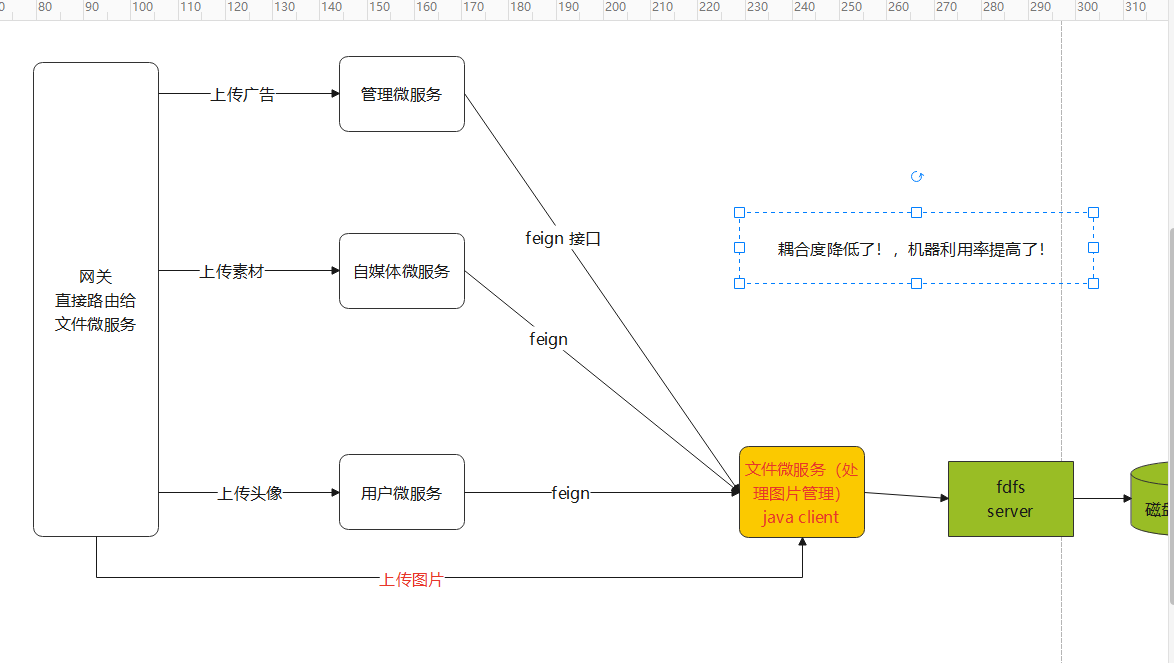 80 90 100 110 120 130 140 150 160 170 180 190 200 210 220 230 240 250 260 270 280 290 300 310
上传广告
管理微服务
feign 接口
耦合度降低了！，机器利用率提高了！
网关
直接路由给
文件微服务
上传素材
自媒体微服务
feign
上传头像
用户微服务
feign
文件微服务（处
理图片管理）
java client
fdfs
server
上传图片